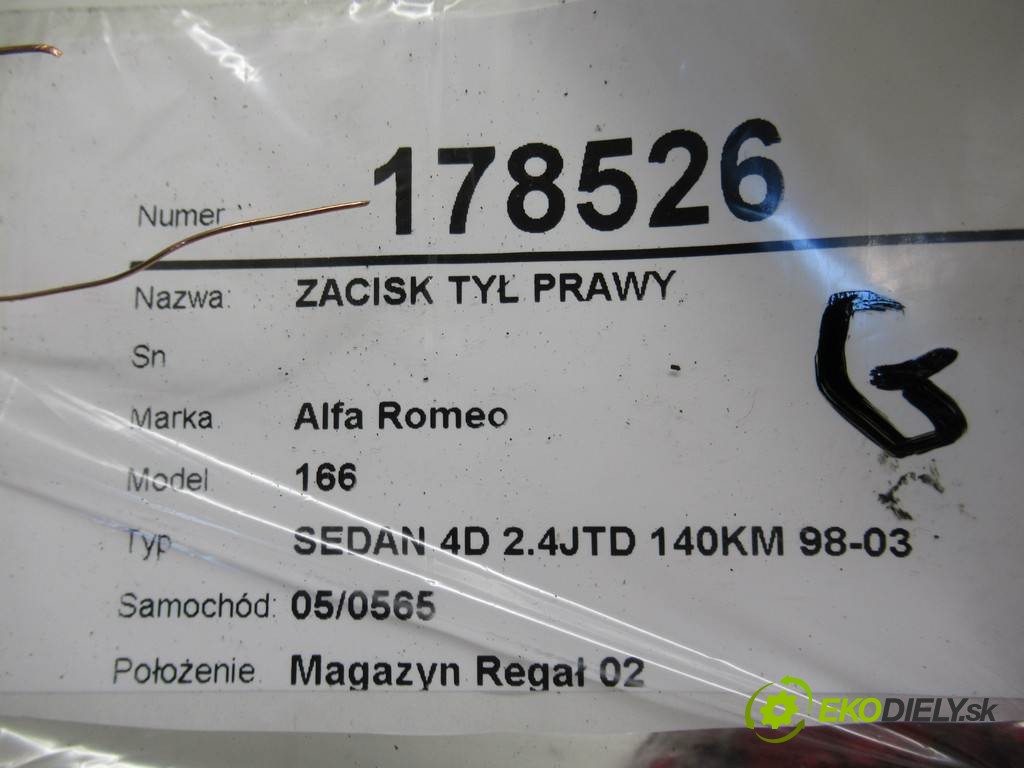 Numer 178526
Nazwa: ZACISK TYŁ PRAWY
Sn
Marka Alfa Romeo
Model 166
Typ SEDAN 4D 2.4JTD 140KM 98-03
Samochód: 05/0565
Położenie Magazyn Regał 02
G
EKODIELY.sk